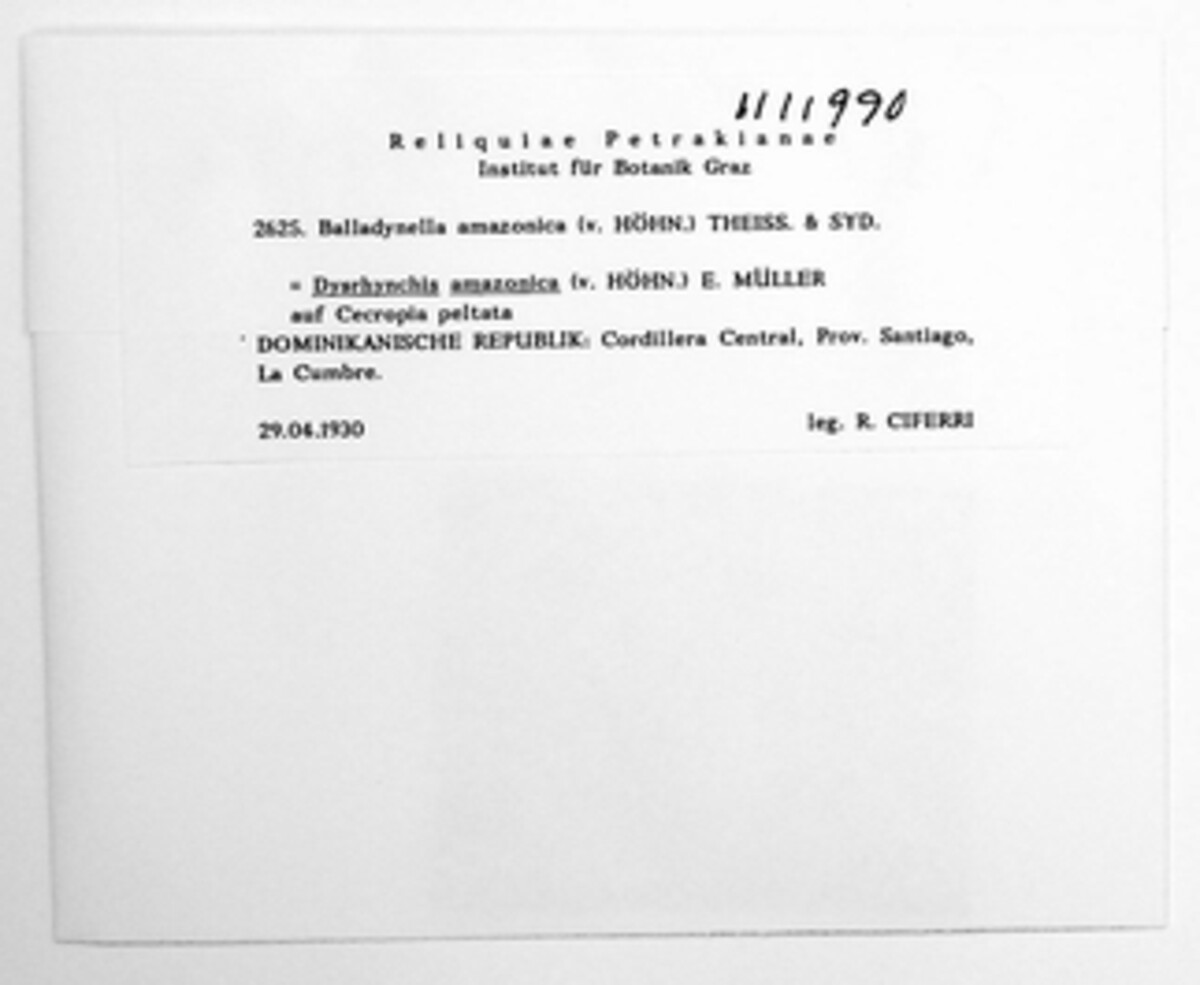 1111990
Reliquiae Petrakianae
Institut für Botanik Graz
2625. Balladynella amazonica (v. HÖHN.) THEISS. & SYD.
= Dysrhynchis amazonica (v. HÖHN.) E. MÜLLER
auf Cecropia peltata
DOMINIKANISCHE REPUBLIK: Cordillera Central, Prov. Santiago,
La Cumbre.
29.04.1930 leg. R. CIFERRI